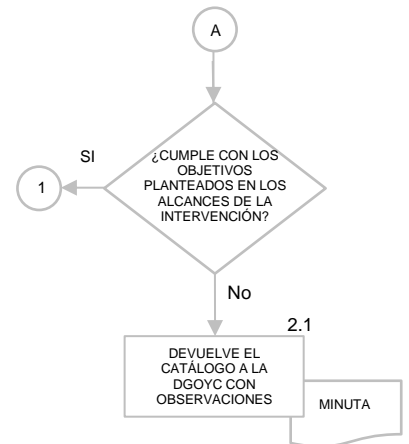 A
¿CUMPLE CON LOS
OBJETIVOS
PLANTEADOS EN LOS
ALCANCES DE LA
INTERVENCIÓN?
SI
1
No
2.1
DEVUELVE EL
CATÁLOGO A LA
DGOYC CON
OBSERVACIONES
MINUTA